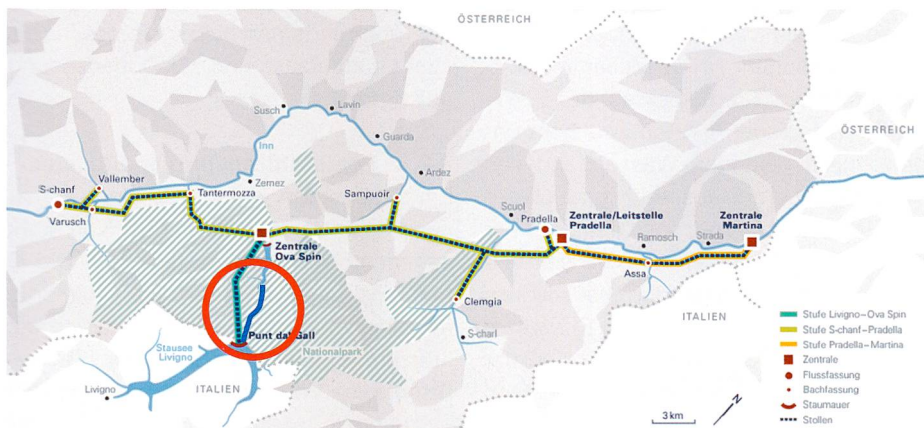 ÖSTERREICH
Lavin
Susch
ÖSTERREICH
Guarda
Inn
Ardez
Vallember
S-chanf
Zernez
Tantermozza
Sampuoir
Scuol
Varusch
Pradella
Zentrale/Leitstelle
Pradella
Zentrale
Martina
Zentrale
Ova Spin
Ramosch
Strada
Assa
Clemgia
ITALIEN
Punt dal Gall
S-charl
Nationalpark
Stausee
Livigno
Livigno
ITALIEN
Stufe Livigno–Ova Spin
Stufe S-chanf–Pradella
Stufe Pradella–Martina
Zentrale
Flussfassung
Bachfassung
Staumauer
Stollen
3 km
N